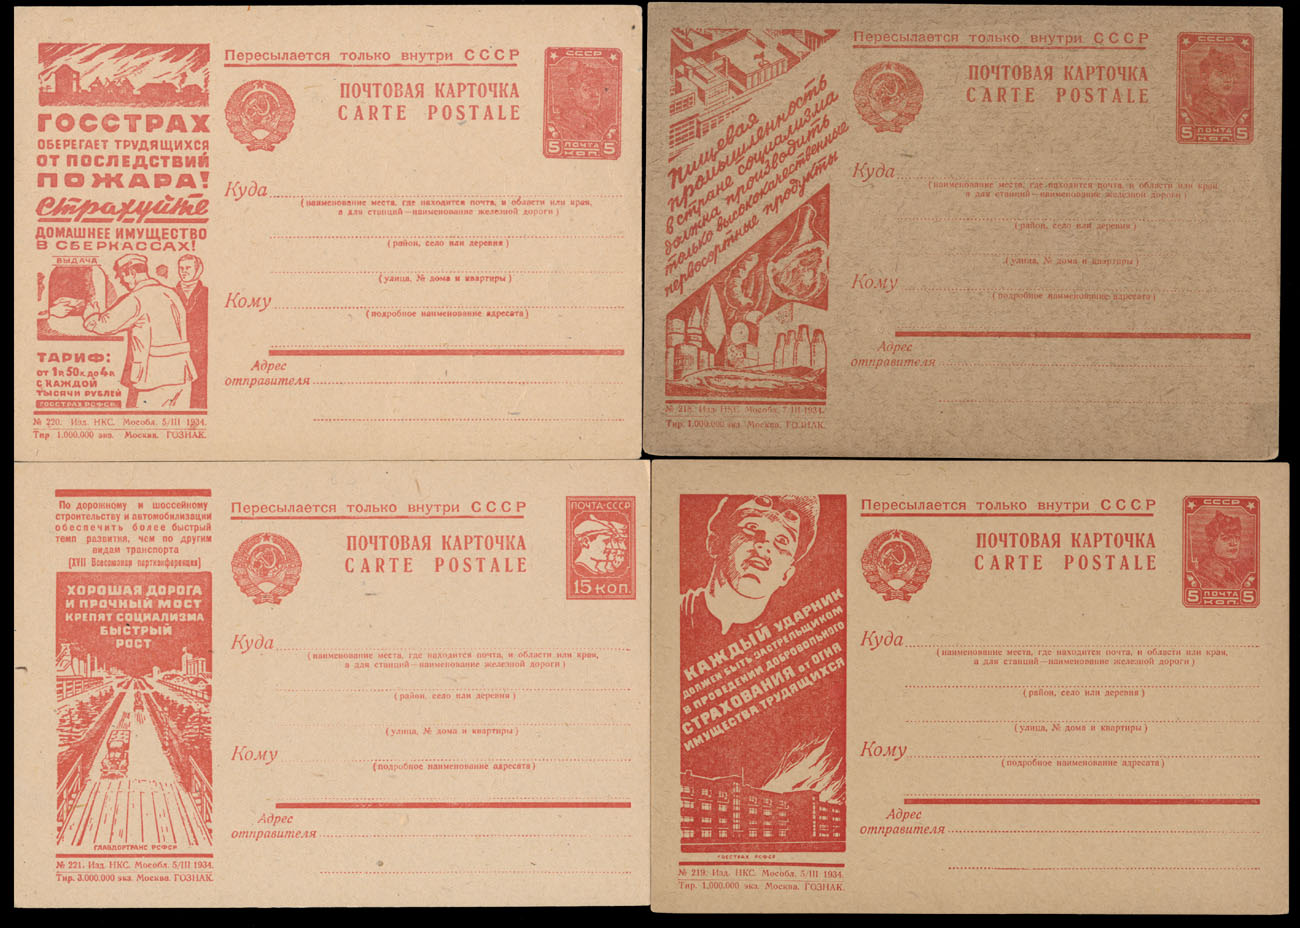 ГОССТРАХ
ОБЕРЕГАЕТ ТРУДЯЩИХСЯ
ОТ ПОСЛЕДСТВИЙ
ПОЖАРА!
Страхуйте
ДОМАШНЕЕ ИМУЩЕСТВО
В СБЕРКАССАХ!
ВЫДАЧА
ТАРИФ:
ОТ 1 Р. 50 К. ДО 4 Р.
С КАЖДОЙ
ТЫСЯЧИ РУБЛЕЙ
ГОССТРАХ РСФСР
№ 220. Изд. НКС. Мособл. 5/III 1934.
Тир. 1.000.000 экз. Москва. ГОЗНАК.
Пересылается только внутри СССР
ПОЧТОВАЯ КАРТОЧКА
CARTE POSTALE
СССР
5 ПОЧТА 5
КОП.
Куда
(наименование места, где находится почта, и области или края,
а для станций—наименование железной дороги)
(район, село или деревня)
(улица, № дома и квартиры)
Кому
(подробное наименование адресата)
Адрес
отправителя
Пищевая
промышленность
в стране социализма
должна производить
только высококачественные
первосортные продукты
№ 218. Изд. НКС. Мособл. 7/III-1934.
Тир. 1.000.000 экз. Москва. ГОЗНАК.
Пересылается только внутри СССР
ПОЧТОВАЯ КАРТОЧКА
CARTE POSTALE
СССР
5 ПОЧТА 5
КОП.
Куда
(наименование места, где находится почта, и области или края,
а для станций—наименование железной дороги)
(район, село или деревня)
(улица, № дома и квартиры)
Кому
(подробное наименование адресата)
Адрес
отправителя
По дорожному и шоссейному
строительству и автомобилизации
обеспечить более быстрый
темп развития, чем по другим
видам транспорта
(XVII Всесоюзная партконференция)
ХОРОШАЯ ДОРОГА
И ПРОЧНЫЙ МОСТ
КРЕПЯТ СОЦИАЛИЗМА
БЫСТРЫЙ
РОСТ
ГЛАВДОРТРАНС РСФСР
№ 221. Изд. НКС. Мособл. 5/III 1934.
Тир. 3.000.000 экз. Москва. ГОЗНАК.
Пересылается только внутри СССР
ПОЧТОВАЯ КАРТОЧКА
CARTE POSTALE
ПОЧТА-СССР
15 КОП.
Куда
(наименование места, где находится почта, и области или края,
а для станций—наименование железной дороги)
(район, село или деревня)
(улица, № дома и квартиры)
Кому
(подробное наименование адресата)
Адрес
отправителя
КАЖДЫЙ УДАРНИК
ДОЛЖЕН БЫТЬ ЗАСТРЕЛЬЩИКОМ
В ПРОВЕДЕНИИ ДОБРОВОЛЬНОГО
СТРАХОВАНИЯ ОТ ОГНЯ
ИМУЩЕСТВА ТРУДЯЩИХСЯ
ГОССТРАХ РСФСР
№ 219. Изд. НКС. Мособл. 5/III 1934.
Тир. 1.000.000 экз. Москва. ГОЗНАК.
Пересылается только внутри СССР
ПОЧТОВАЯ КАРТОЧКА
CARTE POSTALE
СССР
5 ПОЧТА 5
КОП.
Куда
(наименование места, где находится почта, и области или края,
а для станций—наименование железной дороги)
(район, село или деревня)
(улица, № дома и квартиры)
Кому
(подробное наименование адресата)
Адрес
отправителя